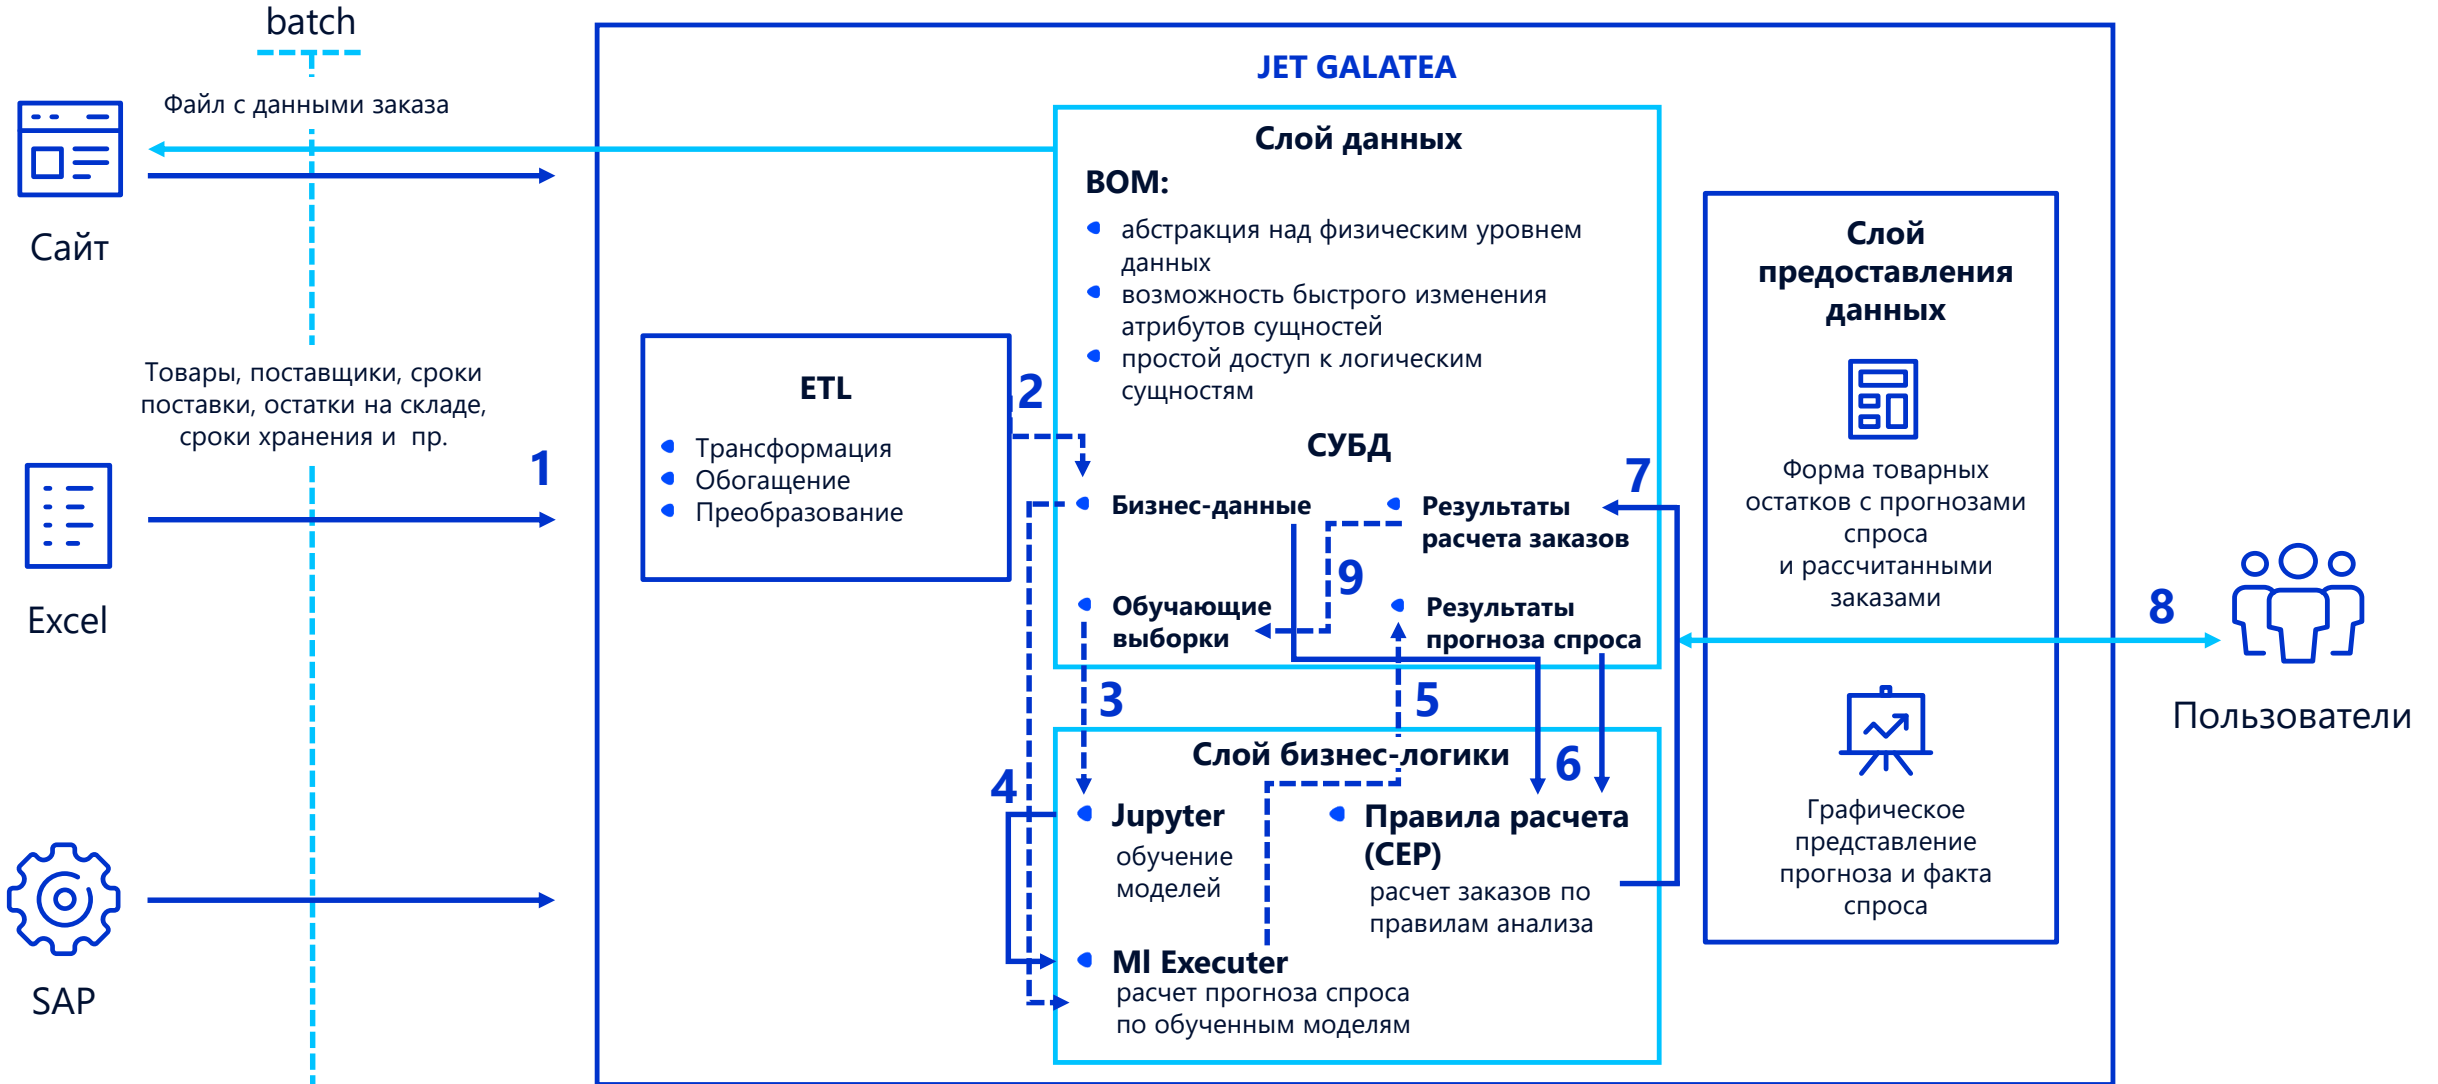 batch
Файл с данными заказа
Сайт
Товары, поставщики, сроки
поставки, остатки на складе,
сроки хранения и пр.
1
Excel
SAP
JET GALATEA
ETL
Трансформация
Обогащение
Преобразование
2
Слой данных
BOM:
абстракция над физическим уровнем
данных
возможность быстрого изменения
атрибутов сущностей
простой доступ к логическим
сущностям
СУБД
7
Бизнес-данные
Результаты
расчета заказов
9
Обучающие
выборки
Результаты
прогноза спроса
3
5
Слой бизнес-логики
4
6
Jupyter
обучение
моделей
Правила расчета
(CEP)
расчет заказов по
правилам анализа
Ml Executer
расчет прогноза спроса
по обученным моделям
Слой
предоставления
данных
Форма товарных
остатков с прогнозами
спроса
и рассчитанными
заказами
Графическое
представление
прогноза и факта
спроса
8
Пользователи